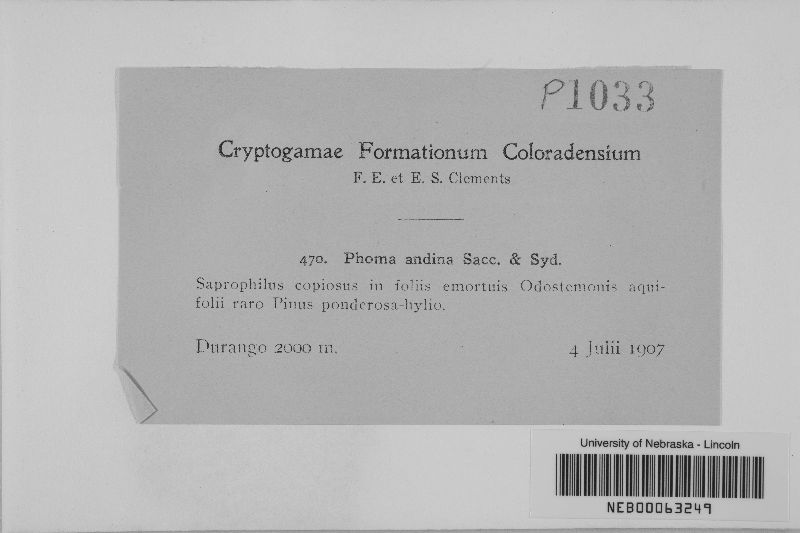 P1033
Cryptogamae Formationum Coloradensium
F. E. et E. S. Clements
470. Phoma andina Sacc. & Syd.
Saprophilus copiosus in foliis emortuis Odostemonis aqui-
folii raro Pinus ponderosa-hylio.
Durango 2000 m. 4 Julii 1907
University of Nebraska - Lincoln
NEB00063249